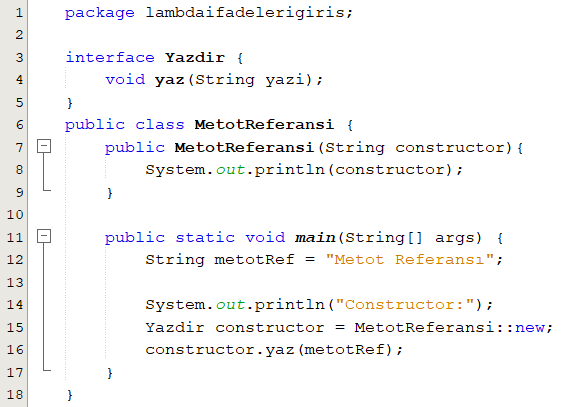 1 package lambdaifadelerigiris;
2
3 interface Yazdir {
4 void yaz(String yazi);
5 }
6 public class MetotReferansi {
7 public MetotReferansi(String constructor){
8 System.out.println(constructor);
9 }
10
11 public static void main(String[] args) {
12 String metotRef = "Metot Referansı";
13
14 System.out.println("Constructor:");
15 Yazdir constructor = MetotReferansi::new;
16 constructor.yaz(metotRef);
17 }
18 }